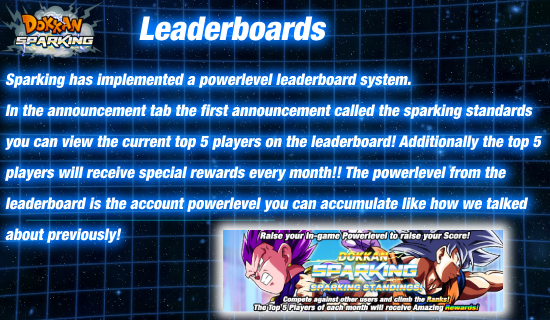 DOKKAN
SPARKING
Leaderboards
Sparking has implemented a powerlevel leaderboard system.
In the announcement tab the first announcement called the sparking standards
you can view the current top 5 players on the leaderboard! Additionally the top 5
players will receive special rewards every month!! The powerlevel from the
leaderboard is the account powerlevel you can accumulate like how we talked
about previously!
Raise your in-game Powerlevel to raise your Score!
DOKKAN
SPARKING
SPARKING STANDINGS!
Compete against other users and climb the Ranks!
The Top 5 Players of each month will receive Amazing Rewards!